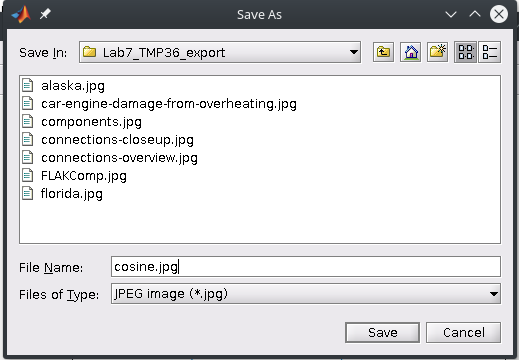 Save As
Save In: Lab7_TMP36_export
alaska.jpg
car-engine-damage-from-overheating.jpg
components.jpg
connections-closeup.jpg
connections-overview.jpg
FLAKComp.jpg
florida.jpg
File Name: cosine.jpg
Files of Type: JPEG image (*.jpg)
Save Cancel